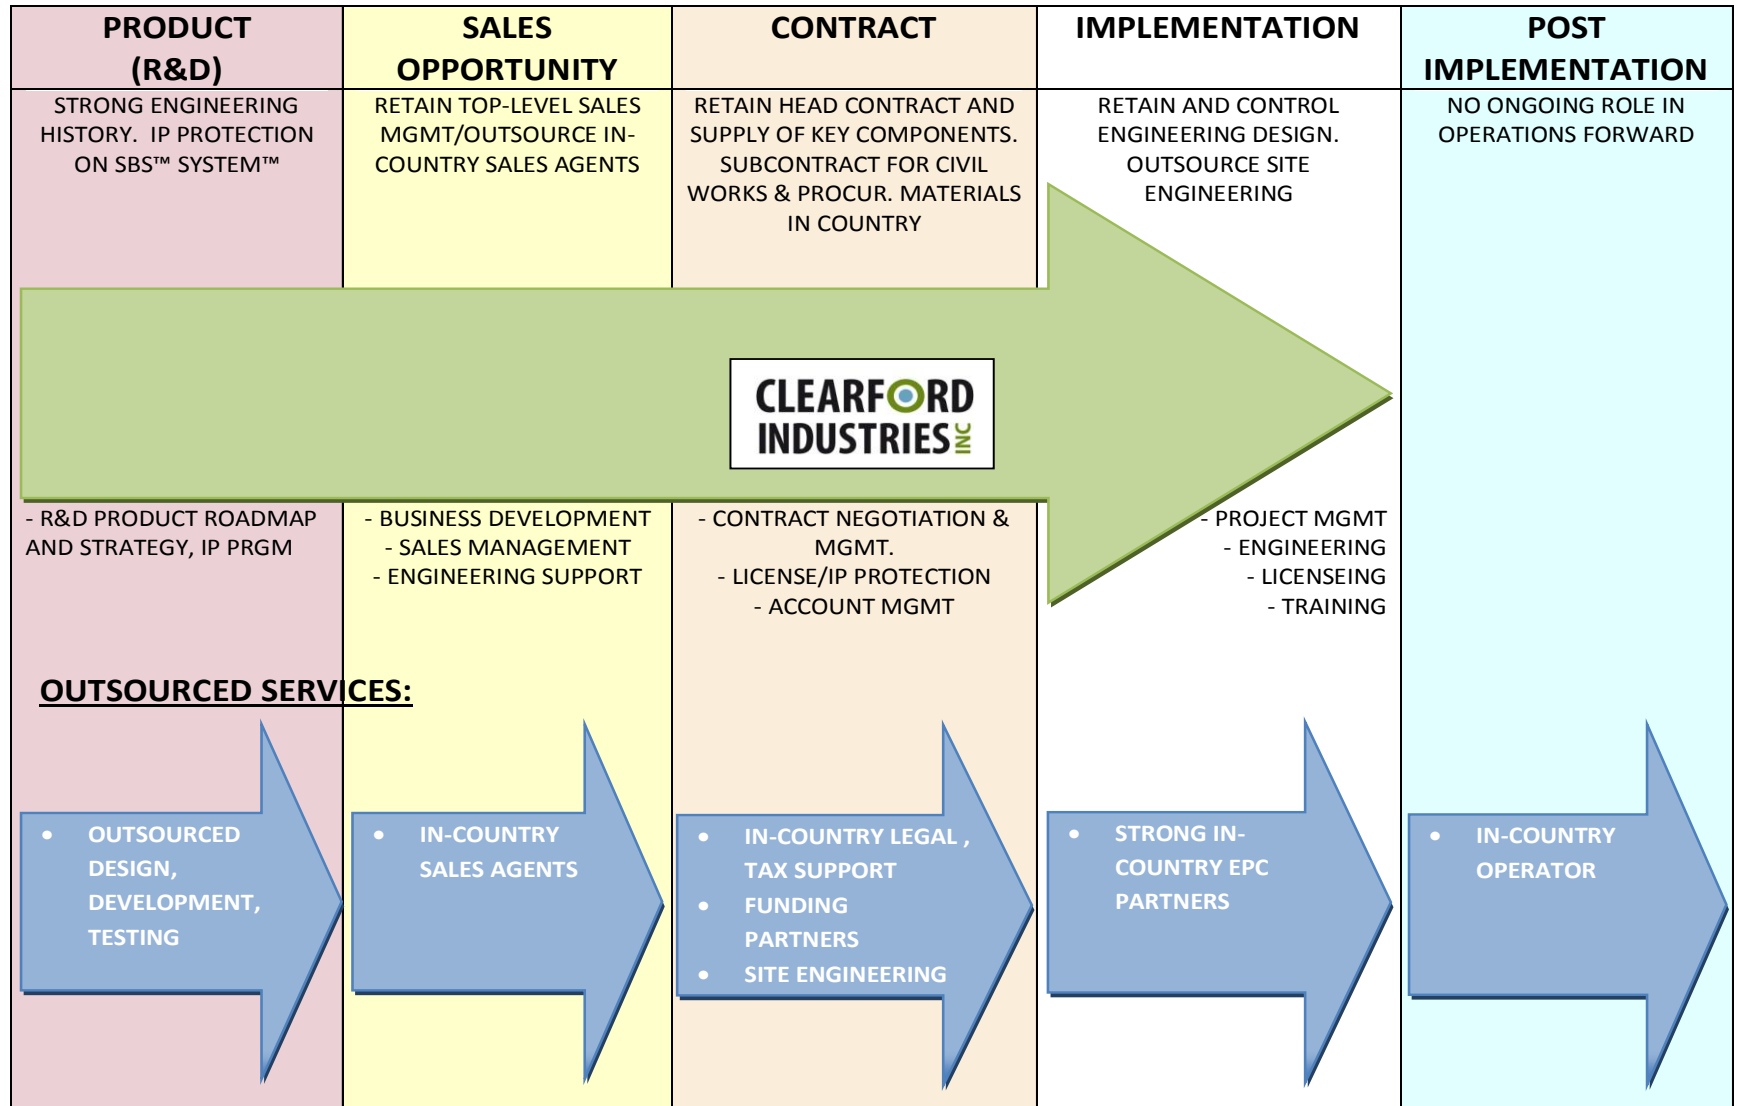 PRODUCT
(R&D)
SALES
OPPORTUNITY
CONTRACT
IMPLEMENTATION
POST
IMPLEMENTATION
STRONG ENGINEERING
HISTORY.  IP PROTECTION
ON SBS™ SYSTEM™
RETAIN TOP-LEVEL SALES
MGMT/OUTSOURCE IN-
COUNTRY SALES AGENTS
RETAIN HEAD CONTRACT AND
SUPPLY OF KEY COMPONENTS.
SUBCONTRACT FOR CIVIL
WORKS & PROCUR. MATERIALS
IN COUNTRY
RETAIN AND CONTROL
ENGINEERING DESIGN.
OUTSOURCE SITE
ENGINEERING
NO ONGOING ROLE IN
OPERATIONS FORWARD
CLEARFORD
INDUSTRIES INC
- R&D PRODUCT ROADMAP
AND STRATEGY, IP PRGM
- BUSINESS DEVELOPMENT
- SALES MANAGEMENT
- ENGINEERING SUPPORT
- CONTRACT NEGOTIATION &
MGMT.
- LICENSE/IP PROTECTION
- ACCOUNT MGMT
- PROJECT MGMT
- ENGINEERING
- LICENSEING
- TRAINING
OUTSOURCED SERVICES:
• OUTSOURCED
DESIGN,
DEVELOPMENT,
TESTING
• IN-COUNTRY
SALES AGENTS
• IN-COUNTRY LEGAL ,
TAX SUPPORT
• FUNDING
PARTNERS
• SITE ENGINEERING
• STRONG IN-
COUNTRY EPC
PARTNERS
• IN-COUNTRY
OPERATOR